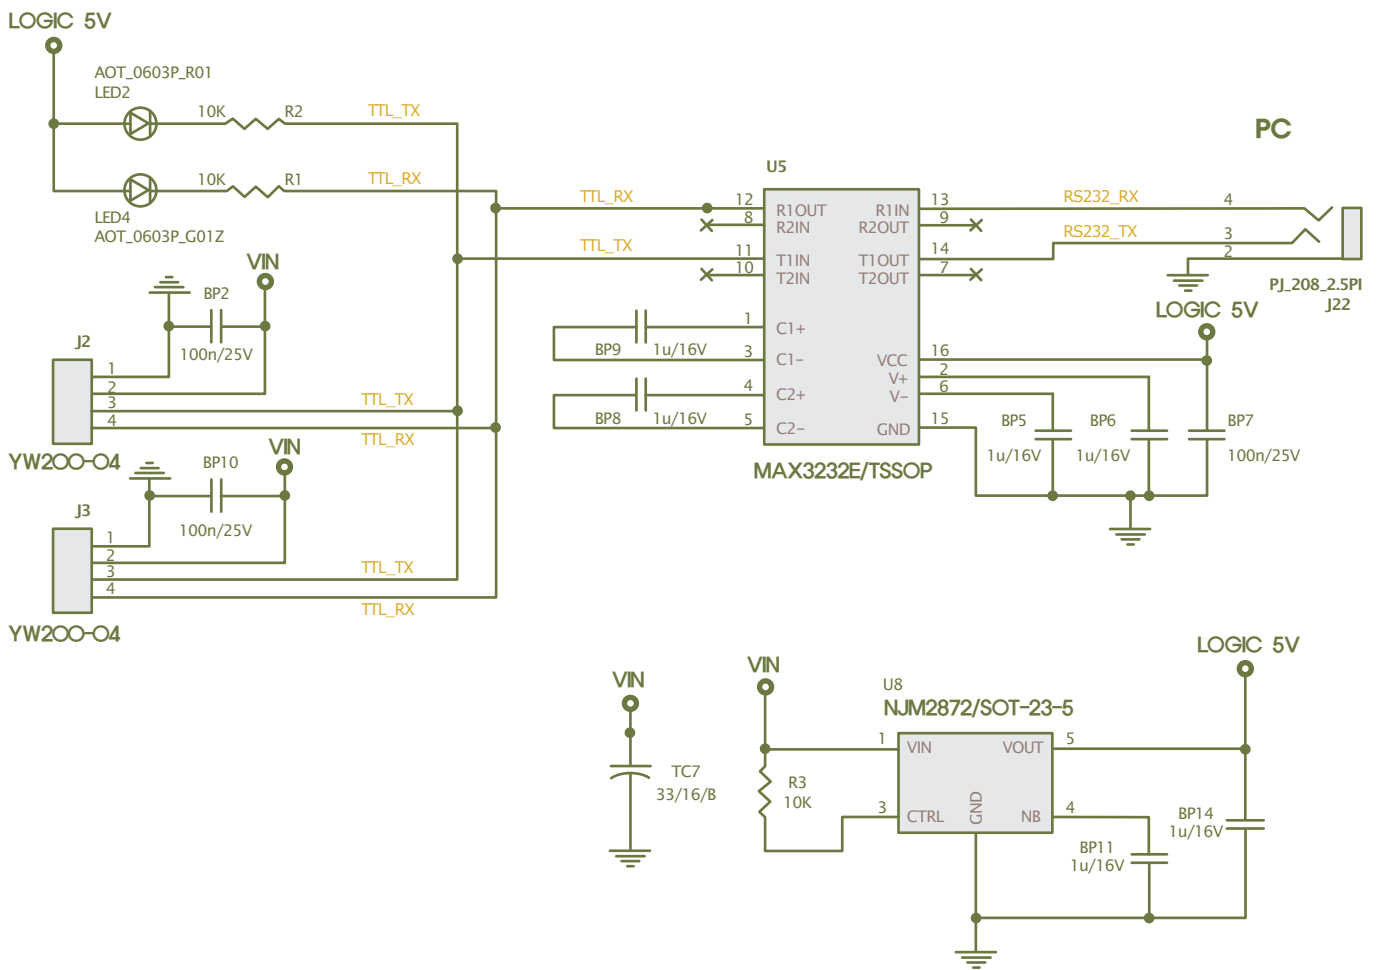 LOGIC 5V
AOT_0603P_R01
LED2
10K
R2
TTL_TX
10K
R1
TTL_RX
LED4
AOT_0603P_G01Z
VIN
BP2
100n/25V
J2
1
2
3
4
TTL_TX
TTL_RX
YW200-04
VIN
BP10
100n/25V
J3
1
2
3
4
TTL_TX
TTL_RX
YW200-04
PC
U5
TTL_RX
12
8
TTL_TX
11
10
1
3
4
5
BP9
1u/16V
BP8
1u/16V
R1OUT
R2IN
T1IN
T2IN
C1+
C1-
C2+
C2-
R1IN
R2OUT
T1OUT
T2OUT
VCC
V+
V-
GND
13
9
14
7
16
2
6
15
MAX3232E/TSSOP
RS232_RX
RS232_TX
4
3
2
PJ_208_2.5PI
J22
LOGIC 5V
BP5
1u/16V
BP6
1u/16V
BP7
100n/25V
VIN
TC7
33/16/B
VIN
R3
10K
U8
NJM2872/SOT-23-5
1
3
VIN
CTRL
GND
VOUT
NB
5
4
LOGIC 5V
BP11
1u/16V
BP14
1u/16V